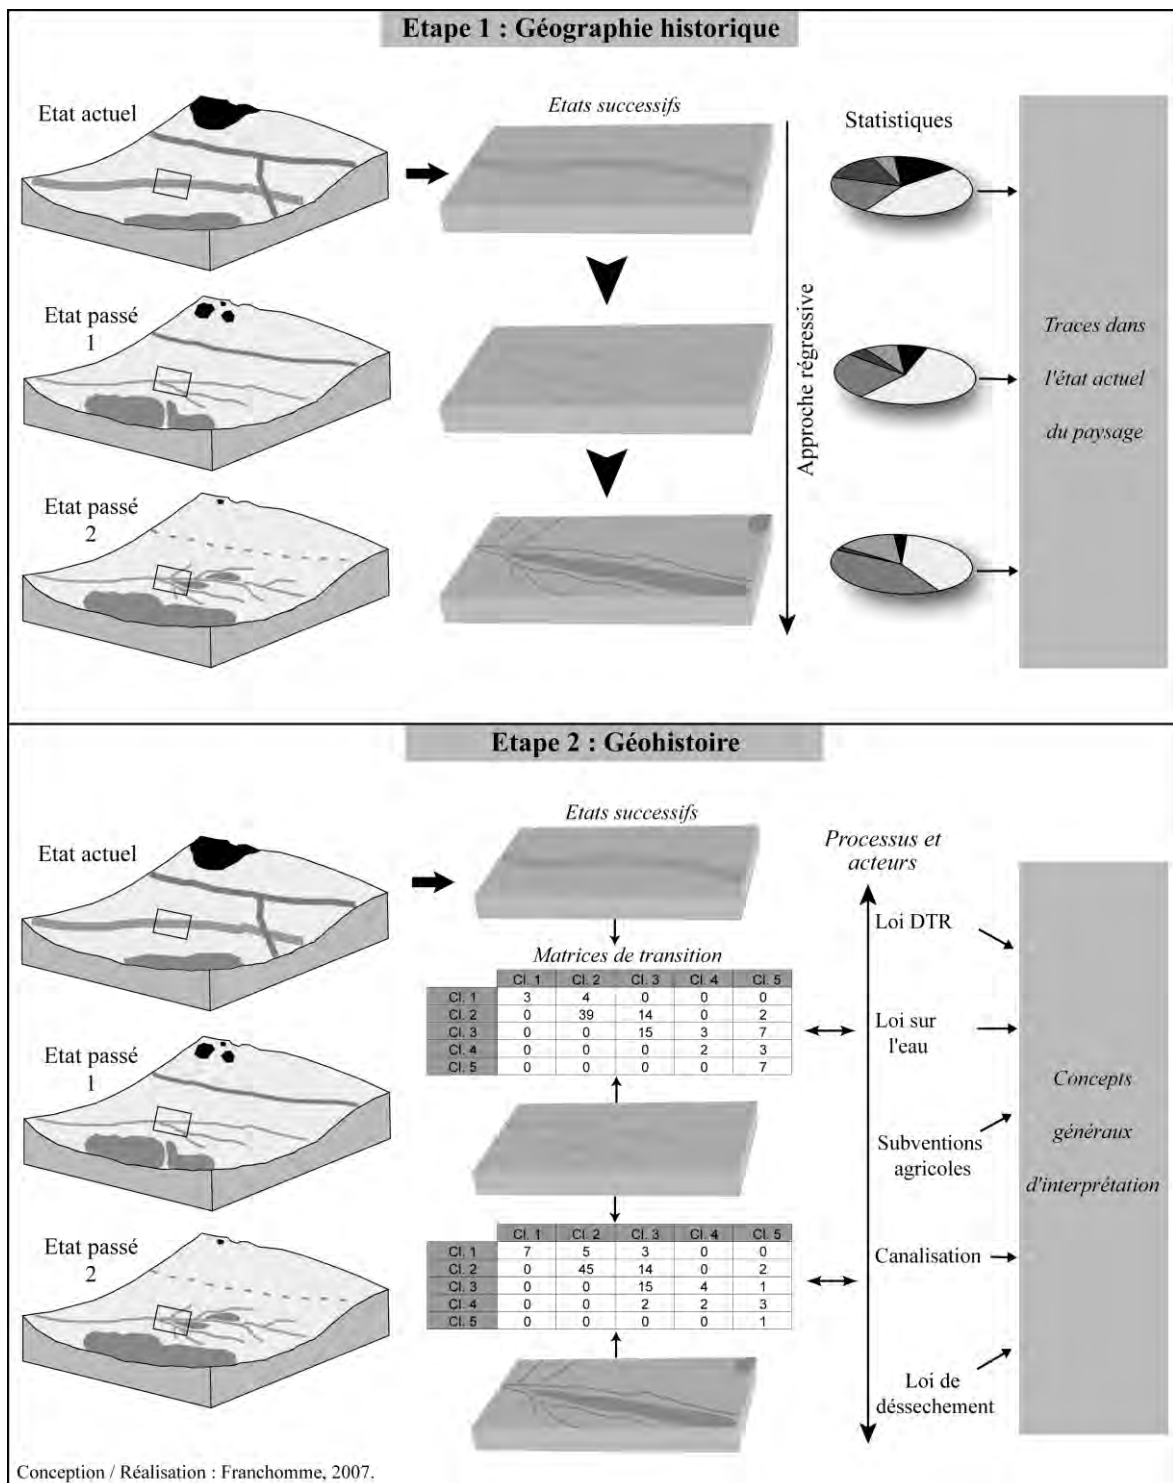 Etape 1 : Géographie historique
Etat actuel
Etats successifs
Statistiques
Etat passé
1
Etat passé
2
Approche régressive
Traces dans
l'état actuel
du paysage
Etape 2 : Géohistoire
Etat actuel
Etats successifs
Processus et
acteurs
Matrices de transition
Cl. 1 Cl. 2 Cl. 3 Cl. 4 Cl. 5
Cl. 1 3 4 0 0 0
Cl. 2 0 39 14 0 2
Cl. 3 0 0 15 3 7
Cl. 4 0 0 0 2 3
Cl. 5 0 0 0 0 7
Loi DTR
Loi sur
l'eau
Etat passé
1
Subventions
agricoles
Concepts
généraux
d'interprétation
Etat passé
2
Cl. 1 Cl. 2 Cl. 3 Cl. 4 Cl. 5
Cl. 1 7 5 3 0 0
Cl. 2 0 45 14 0 2
Cl. 3 0 0 15 4 1
Cl. 4 0 0 2 2 3
Cl. 5 0 0 0 0 1
Canalisation
Loi de
déssechement
Conception / Réalisation : Franchomme, 2007.